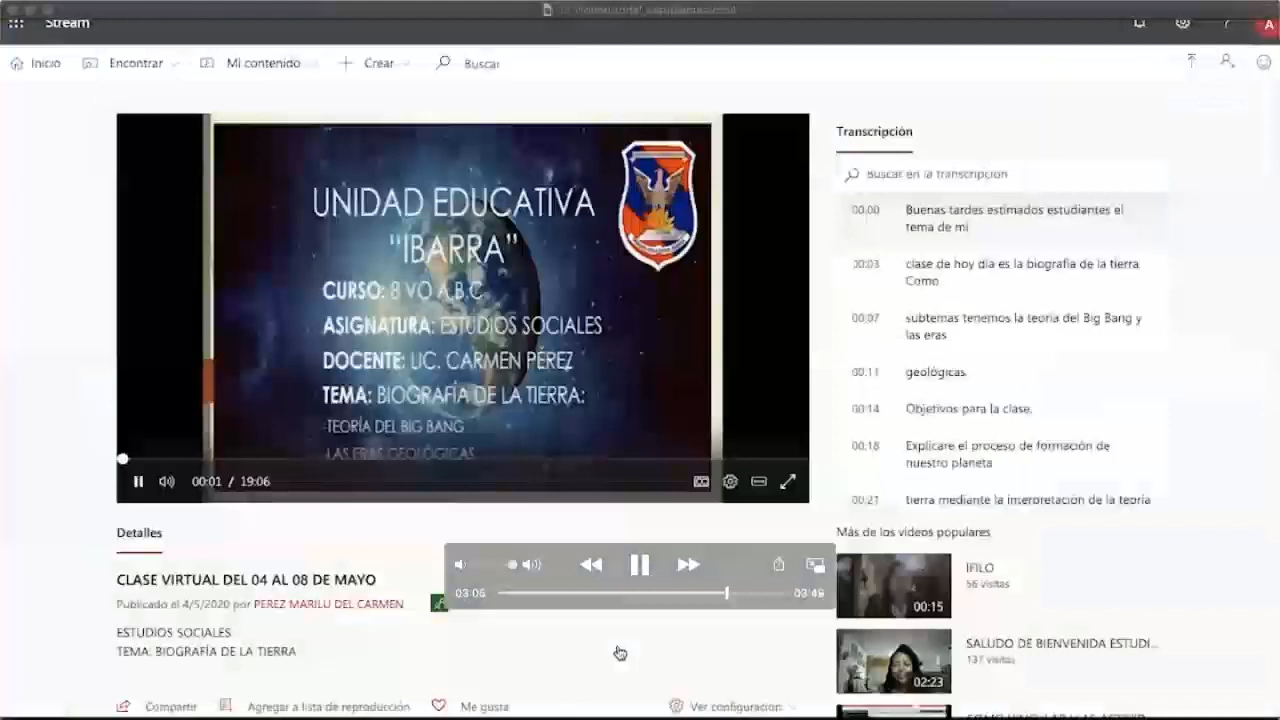 Stream
Inicio
Encontrar
Mi contenido
Crear
Buscar
A
UNIDAD EDUCATIVA
"IBARRA"
CURSO: 8 VO A,B,C
ASIGNATURA: ESTUDIOS SOCIALES
DOCENTE: LIC. CARMEN PÉREZ
TEMA: BIOGRAFÍA DE LA TIERRA:
-TEORÍA DEL BIG BANG
-LAS ERAS GEOLÓGICAS
00:01 / 19:06
Transcripción
Buscar en la transcripción
00:00 Buenas tardes estimados estudiantes el
tema de mi
00:03 clase de hoy día es la biografía de la tierra
Como
00:07 subtemas tenemos la teoría del Big Bang y
las eras
00:11 geológicas.
00:14 Objetivos para la clase.
00:18 Explicare el proceso de formación de
nuestro planeta
00:21 tierra mediante la interpretación de la teoría
Detalles
CLASE VIRTUAL DEL 04 AL 08 DE MAYO
Publicado el 4/5/2020 por PEREZ MARILU DEL CARMEN
ESTUDIOS SOCIALES
TEMA: BIOGRAFÍA DE LA TIERRA
03:06
03:49
Compartir
Agregar a lista de reproducción
Me gusta
Ver configuración
Más de los vídeos populares
IFILO
56 visitas
00:15
SALUDO DE BIENVENIDA ESTUDI...
137 visitas
02:23